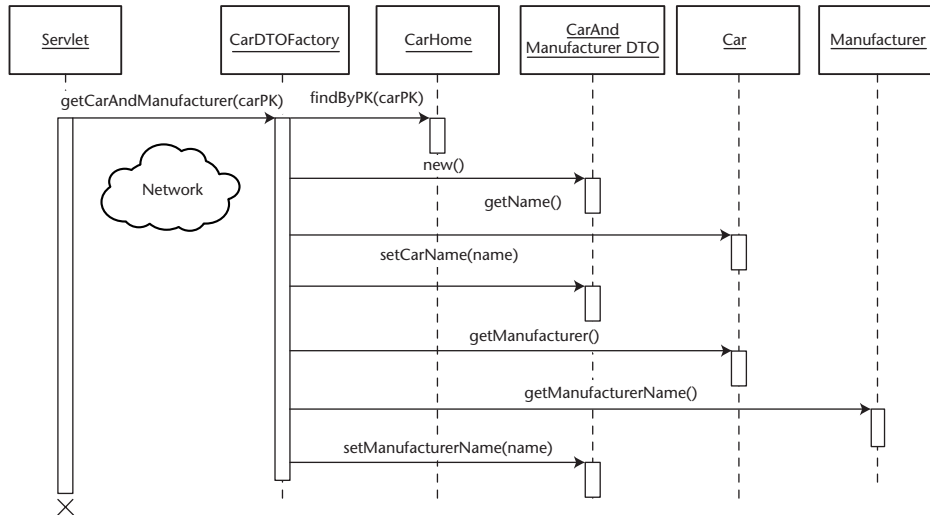 Servlet
CarDTOFactory
CarHome
CarAnd
Manufacturer DTO
Car
Manufacturer
getCarAndManufacturer(carPK)
findByPK(carPK)
new()
Network
getName()
setCarName(name)
getManufacturer()
getManufacturerName()
setManufacturerName(name)